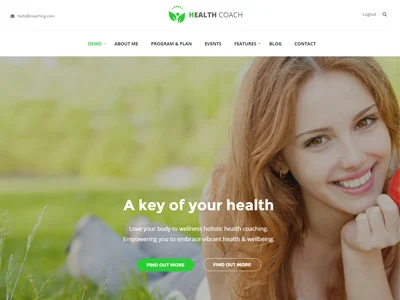 hello@coaching.com
HEALTH COACH
Logout
DEMO
ABOUT ME
PROGRAM & PLAN
EVENTS
FEATURES
BLOG
CONTACT
A key of your health
Love your body to wellness holistic health coaching.
Empowering you to embrace vibrant health & wellbeing.
FIND OUT MORE
FIND OUT MORE